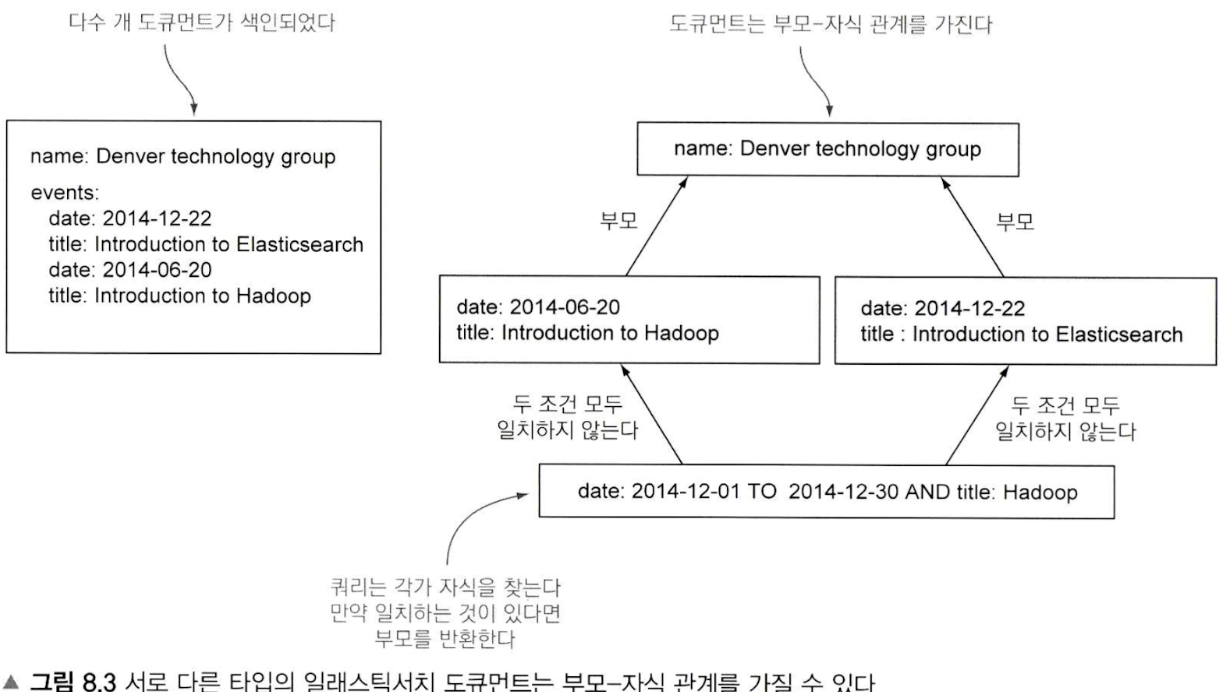 다수 개 도큐먼트가 색인되었다
도큐먼트는 부모-자식 관계를 가진다
name: Denver technology group
events:
date: 2014-12-22
title: Introduction to Elasticsearch
date: 2014-06-20
title: Introduction to Hadoop
name: Denver technology group
부모
부모
date: 2014-06-20
title: Introduction to Hadoop
date: 2014-12-22
title : Introduction to Elasticsearch
두 조건 모두
일치하지 않는다
두 조건 모두
일치하지 않는다
date: 2014-12-01 TO 2014-12-30 AND title: Hadoop
쿼리는 각가 자식을 찾는다
만약 일치하는 것이 있다면
부모를 반환한다
▲ 그림 8.3 서로 다른 타입의 일래스틱서치 도큐먼트는 부모-자식 관계를 가질 수 있다